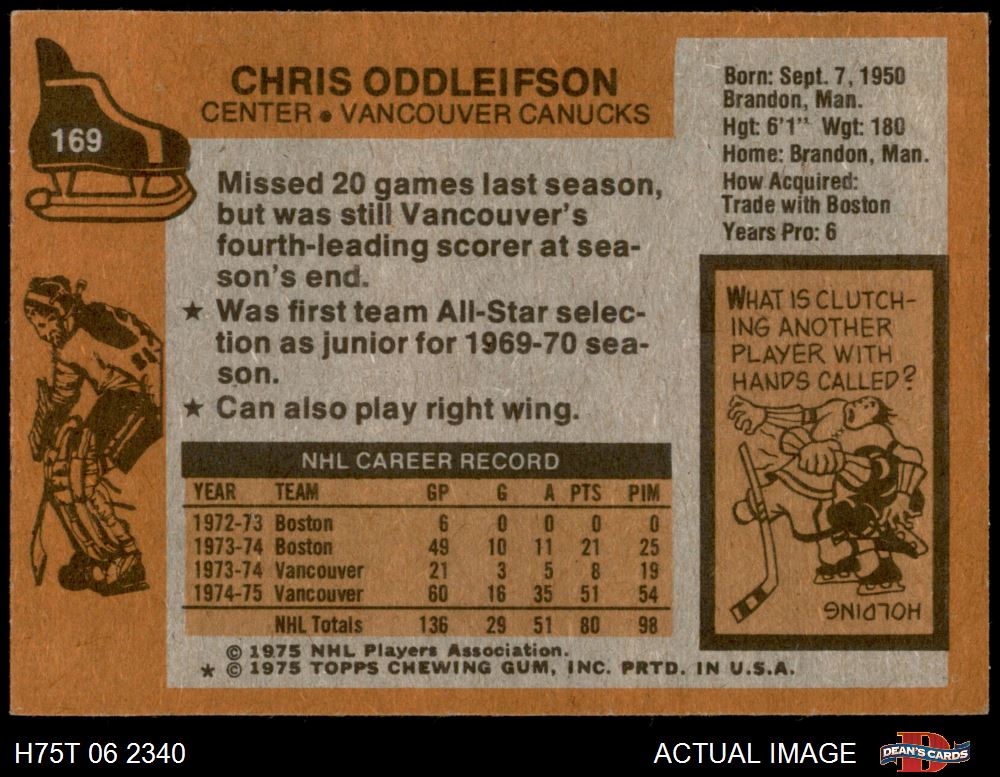 169
CHRIS ODDLEIFSON
CENTER • VANCOUVER CANUCKS
Missed 20 games last season,
but was still Vancouver's
fourth-leading scorer at sea-
son's end.
★ Was first team All-Star selec-
tion as junior for 1969-70 sea-
son.
★ Can also play right wing.
Born: Sept. 7, 1950
Brandon, Man.
Hgt: 6'1" Wgt: 180
Home: Brandon, Man.
How Acquired:
Trade with Boston
Years Pro: 6
WHAT IS CLUTCH-
ING ANOTHER
PLAYER WITH
HANDS CALLED?
HOLDING
NHL CAREER RECORD
YEAR TEAM GP G A PTS PIM
1972-73 Boston 6 0 0 0 0
1973-74 Boston 49 10 11 21 25
1973-74 Vancouver 21 3 5 8 19
1974-75 Vancouver 60 16 35 51 54
NHL Totals 136 29 51 80 98
© 1975 NHL Players Association.
★ © 1975 TOPPS CHEWING GUM, INC. PRTD. IN U.S.A.
H75T 06 2340
ACTUAL IMAGE
D
DEAN'S CARDS